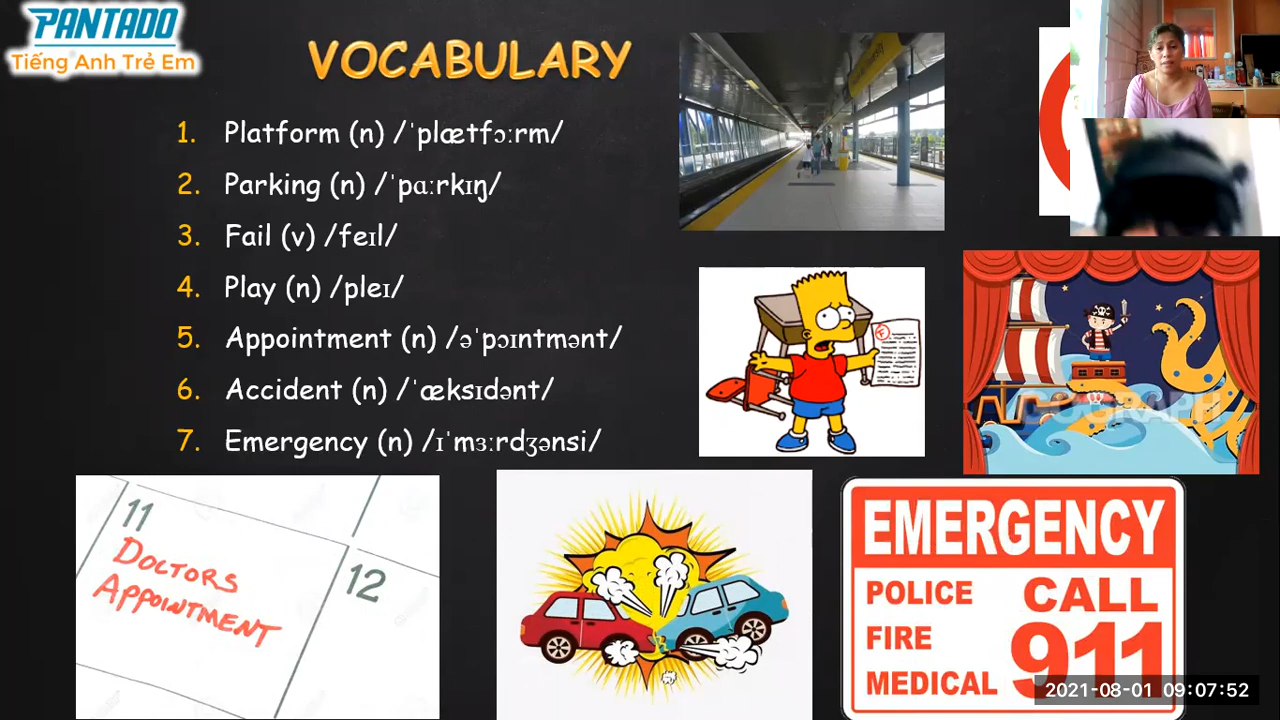 PANTADO
Tiếng Anh Trẻ Em
VOCABULARY
1. Platform (n) /ˈplætfɔːrm/
2. Parking (n) /ˈpɑːrkɪŋ/
3. Fail (v) /feɪl/
4. Play (n) /pleɪ/
5. Appointment (n) /əˈpɔɪntmənt/
6. Accident (n) /ˈæksɪdənt/
7. Emergency (n) /ɪˈmɜːrdʒənsi/
F
11
DOCTORS
APPOINTMENT
12
EMERGENCY
POLICE
FIRE
MEDICAL
CALL
911
2021-08-01 09:07:52